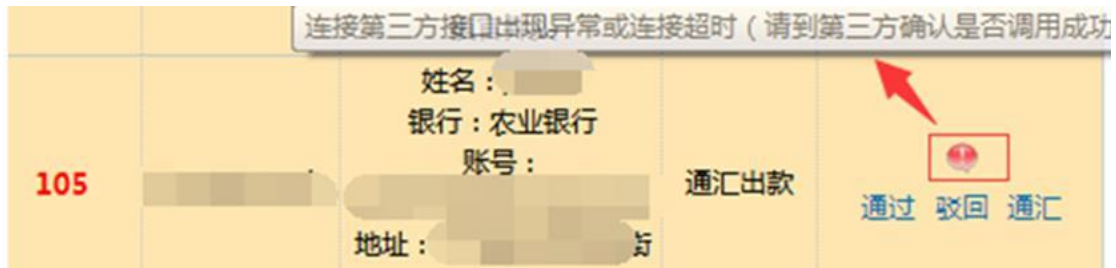 连接第三方接口出现异常或连接超时（请到第三方确认是否调用成功
姓名：
银行：农业银行
账号：
105
通汇出款
通过 驳回 通汇
地址：
街